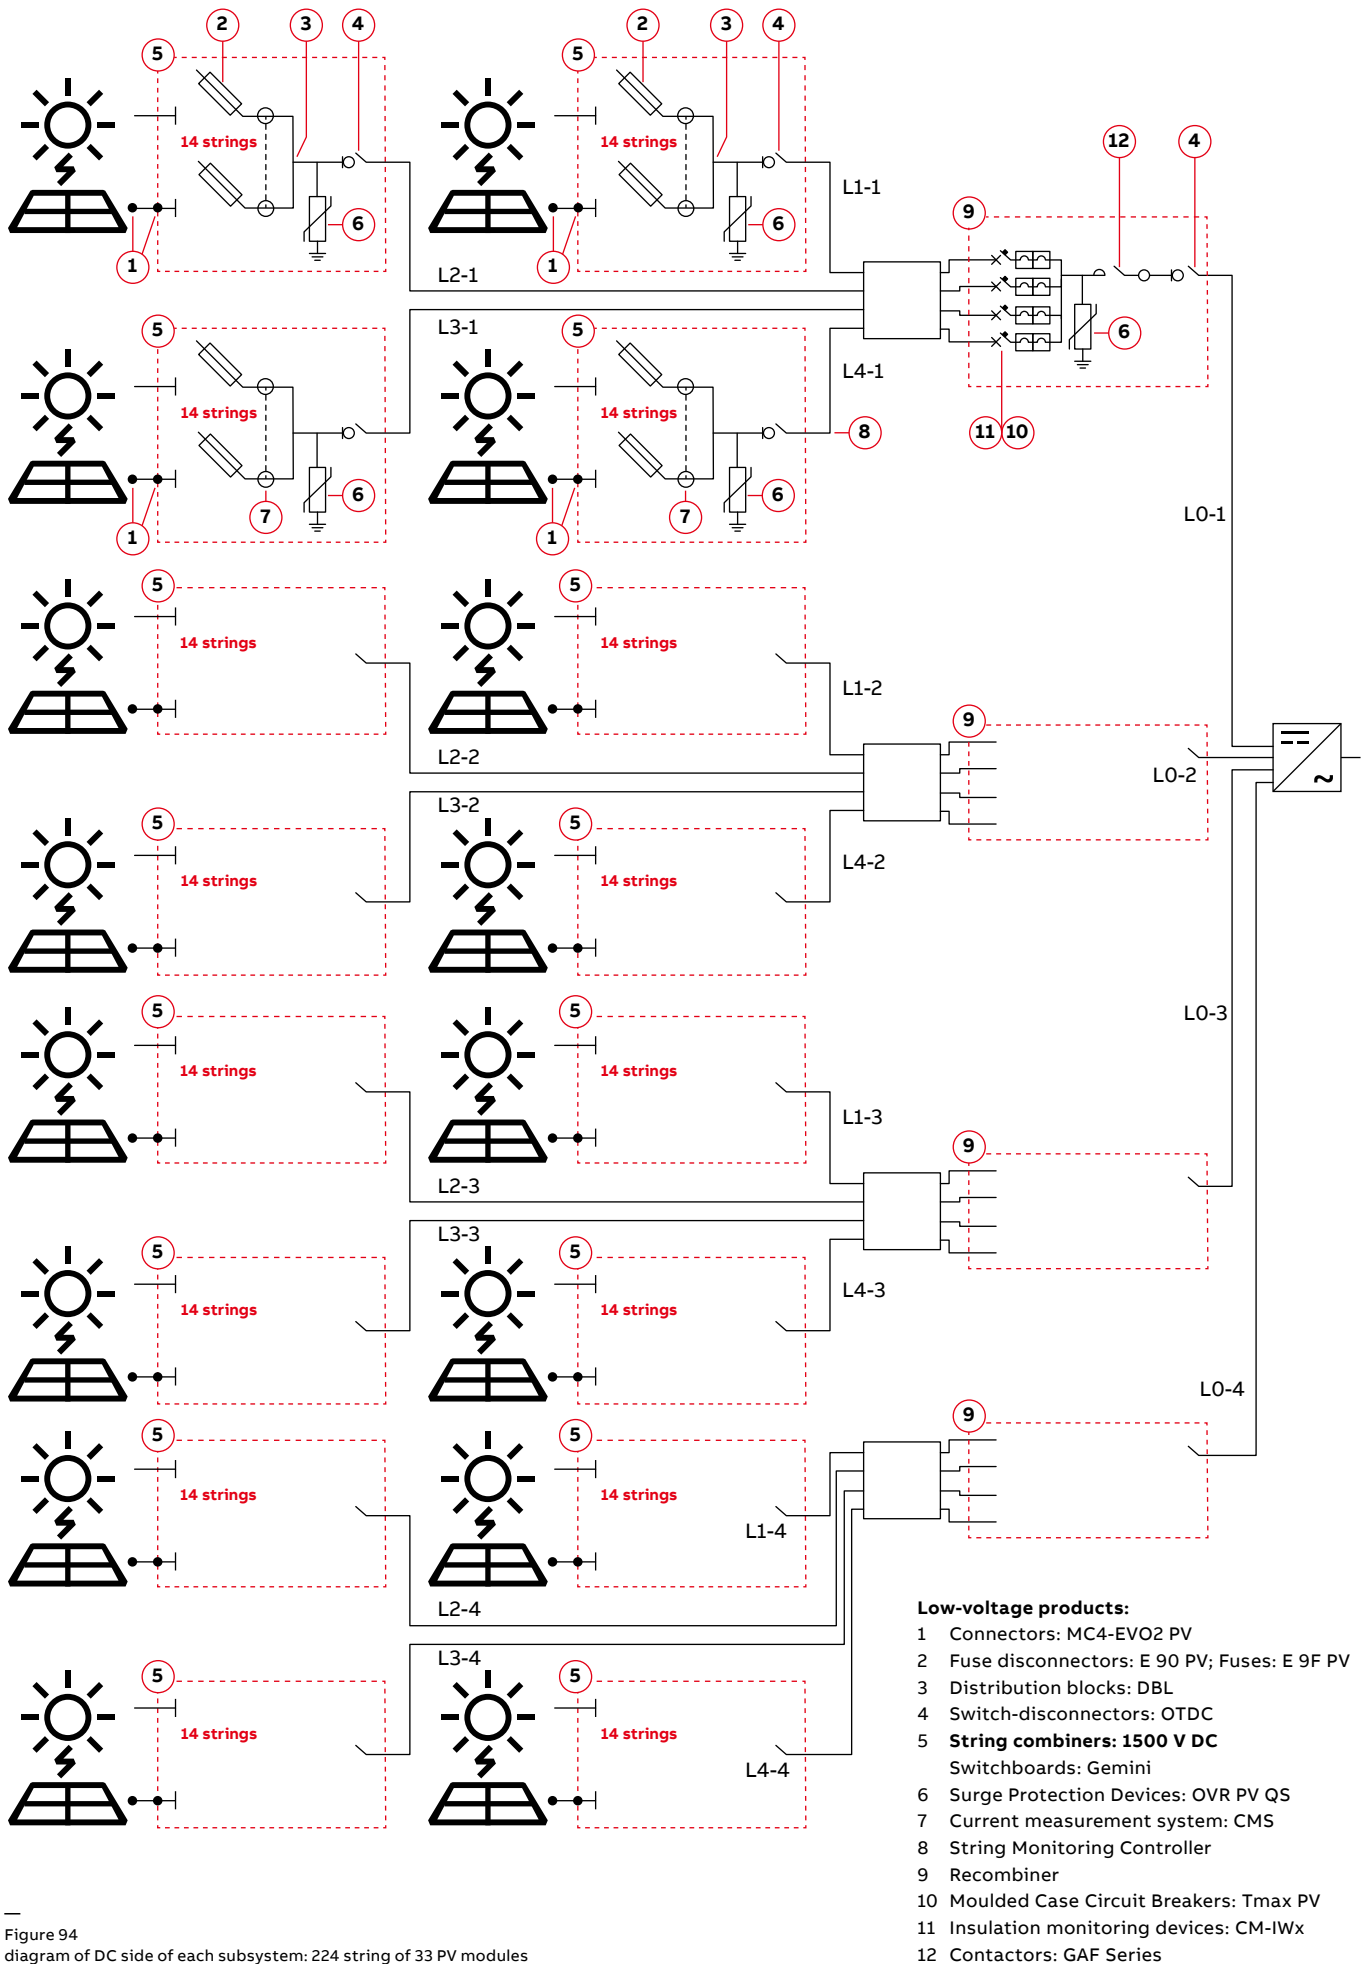 2 3 4 2 3 4
5 5
12 4
14 strings 14 strings
L1-1
9
6 6
1 1
L2-1
L3-1
5 5
6
L4-1
14 strings 14 strings
8
11 10
6 6
7 7
1 1
L0-1
5 5
14 strings 14 strings
L1-2
9
L2-2
L0-2
L3-2
5 5
L4-2
14 strings 14 strings
5 5
L0-3
14 strings 14 strings
L1-3
9
L2-3
L3-3
5 5
L4-3
14 strings 14 strings
L0-4
9
5 5
14 strings 14 strings
L1-4
L2-4
L3-4
5 5
14 strings 14 strings
L4-4
Low-voltage products:
1 Connectors: MC4-EVO2 PV
2 Fuse disconnectors: E 90 PV; Fuses: E 9F PV
3 Distribution blocks: DBL
4 Switch-disconnectors: OTDC
5 String combiners: 1500 V DC
Switchboards: Gemini
6 Surge Protection Devices: OVR PV QS
7 Current measurement system: CMS
8 String Monitoring Controller
9 Recombiner
10 Moulded Case Circuit Breakers: Tmax PV
11 Insulation monitoring devices: CM-IWx
12 Contactors: GAF Series
—
Figure 94
diagram of DC side of each subsystem: 224 string of 33 PV modules